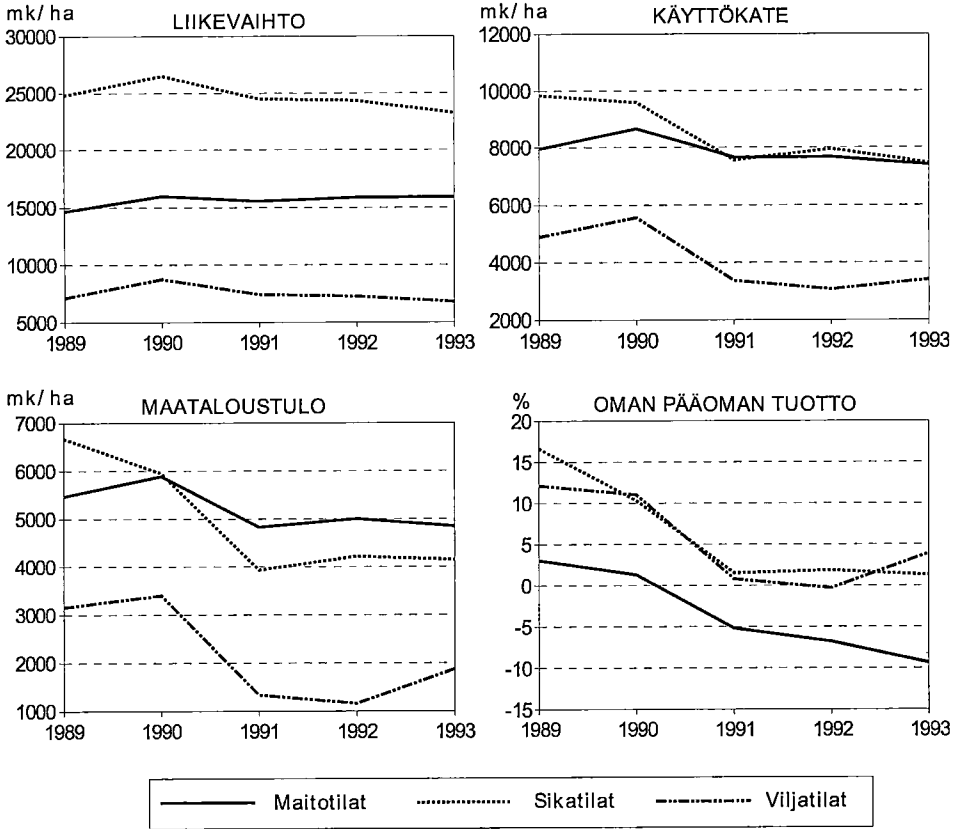 mk/ha
LIIKEVAIHTO
30000
25000
20000
15000
10000
5000
1989 1990 1991 1992 1993
mk/ha
KÄYTTÖKATE
12000
10000
8000
6000
4000
2000
1989 1990 1991 1992 1993
mk/ha
MAATALOUSTULO
7000
6000
5000
4000
3000
2000
1000
1989 1990 1991 1992 1993
%
OMAN PÄÄOMAN TUOTTO
20
15
10
5
0
-5
-10
-15
1989 1990 1991 1992 1993
Maitotilat Sikatilat Viljatilat